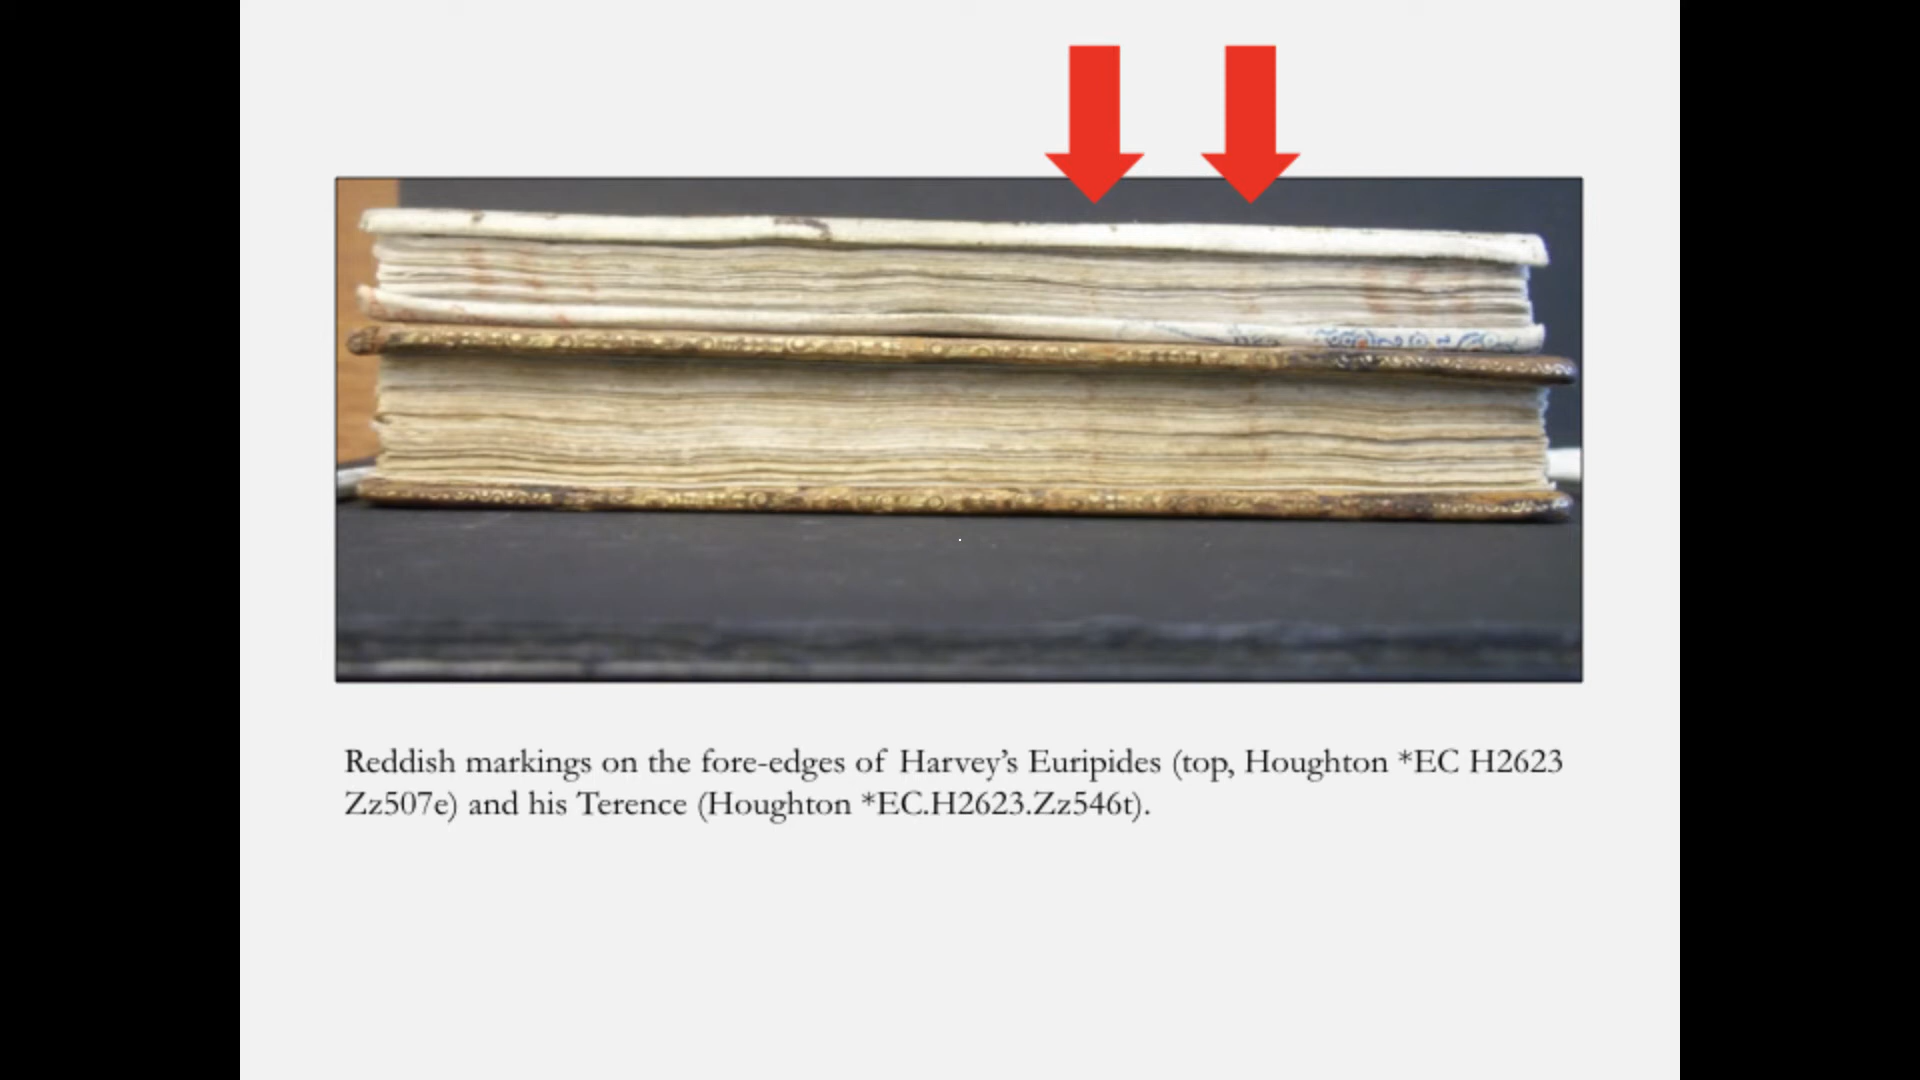 Reddish markings on the fore-edges of Harvey’s Euripides (top, Houghton *EC H2623
Zz507e) and his Terence (Houghton *EC.H2623.Zz546t).